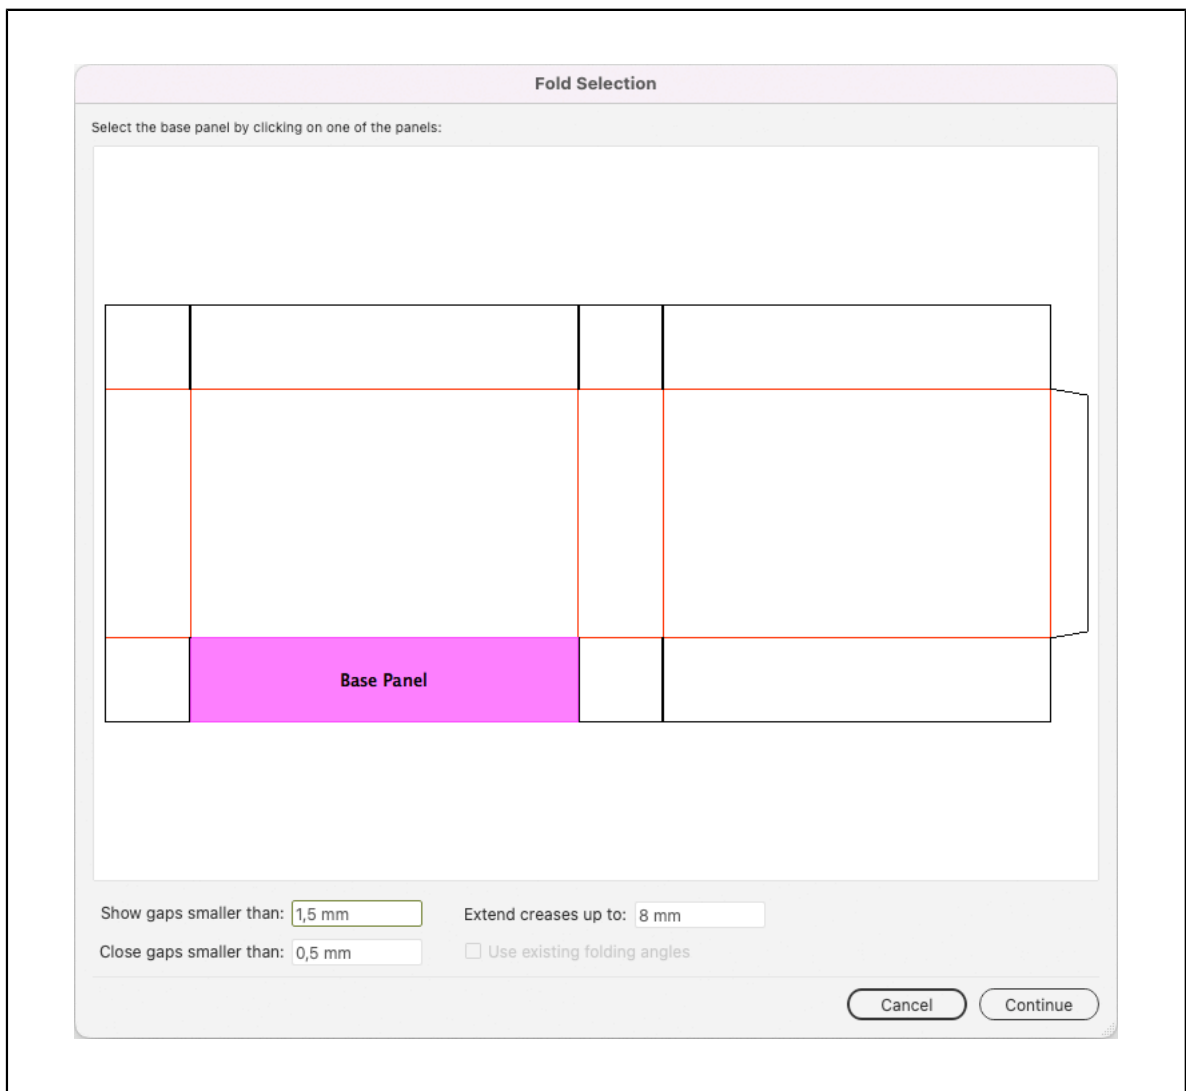 Fold Selection
Select the base panel by clicking on one of the panels:
Base Panel
Show gaps smaller than: 1,5 mm Extend creases up to: 8 mm
Close gaps smaller than: 0,5 mm Use existing folding angles
Cancel Continue